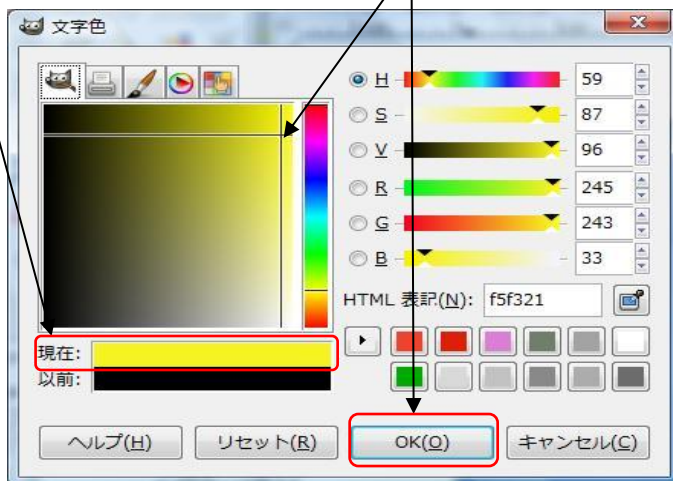 文字色
H 59
S 87
V 96
R 245
G 243
B 33
HTML 表記(N): f5f321
現在:
以前:
ヘルプ(H) リセット(R) OK(O) キャンセル(C)